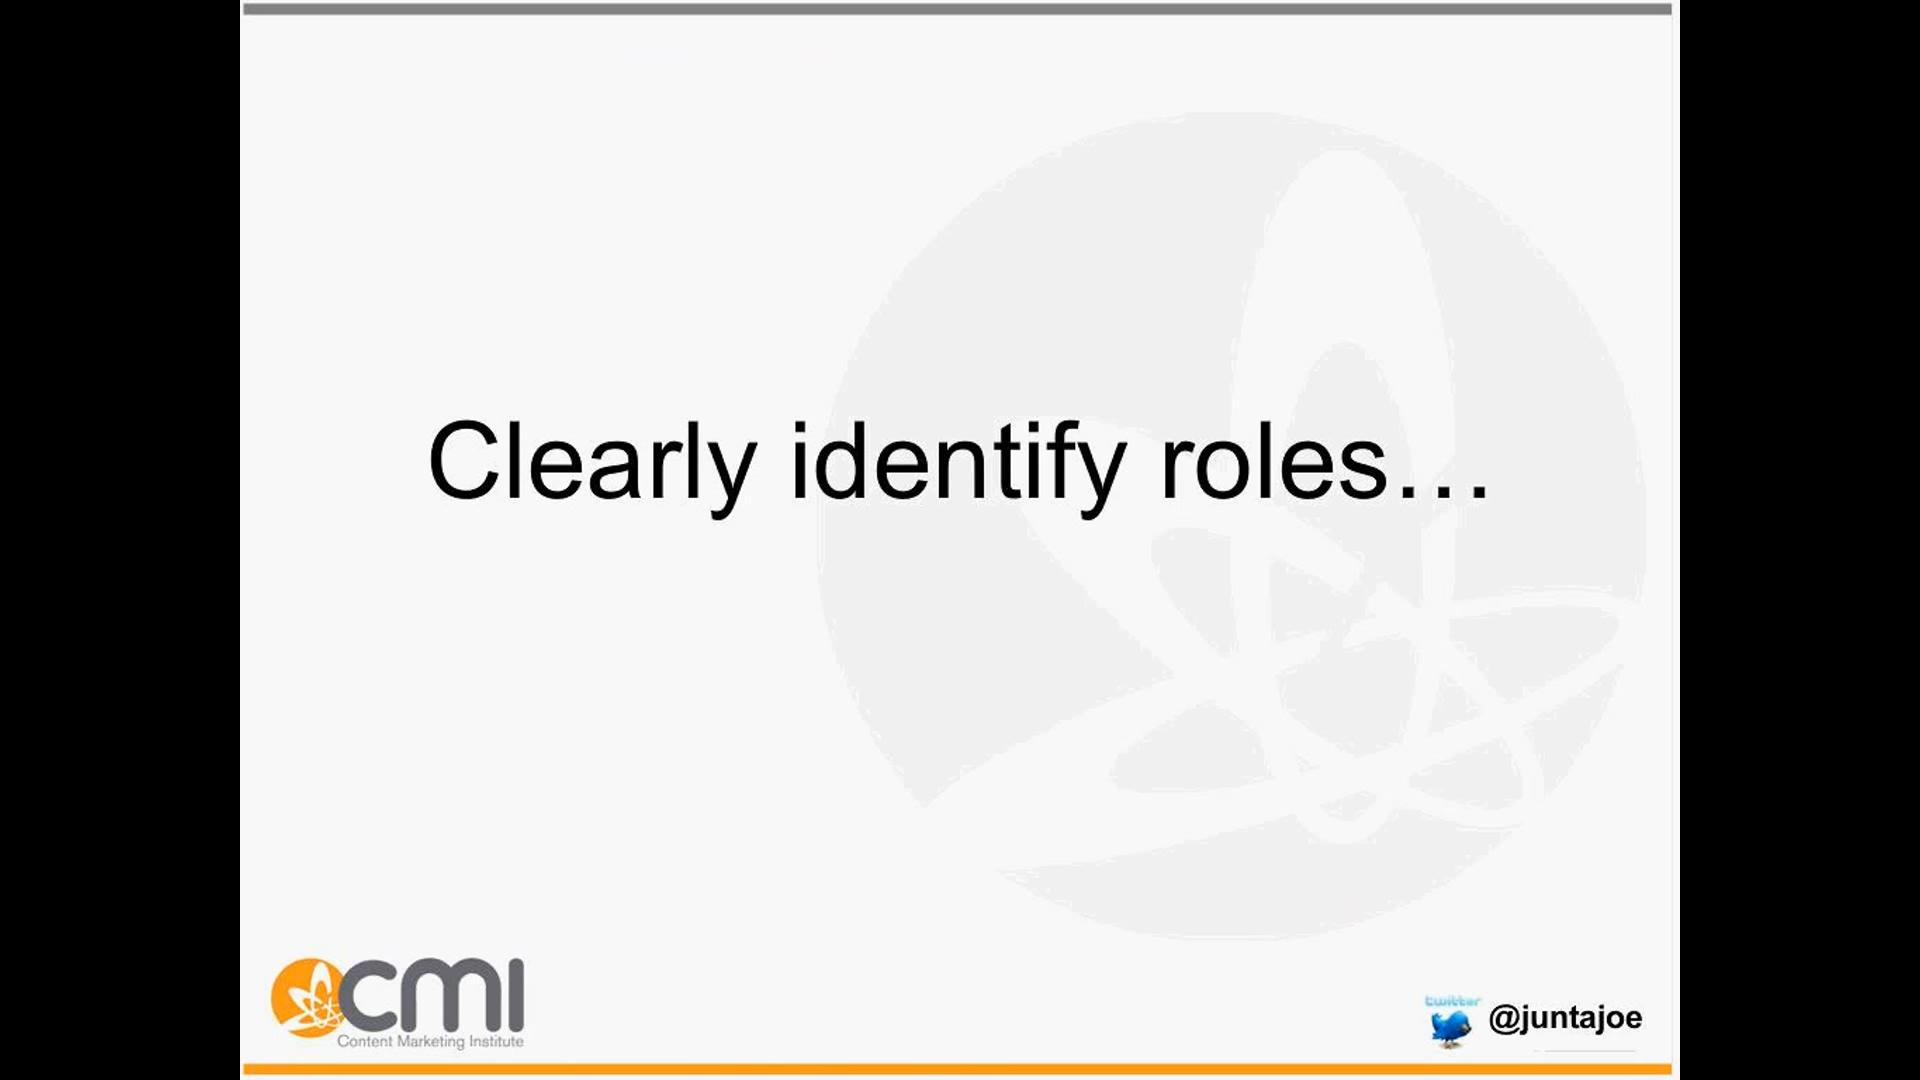 Clearly identify roles…
cmi
Content Marketing Institute
twitter
@juntajoe